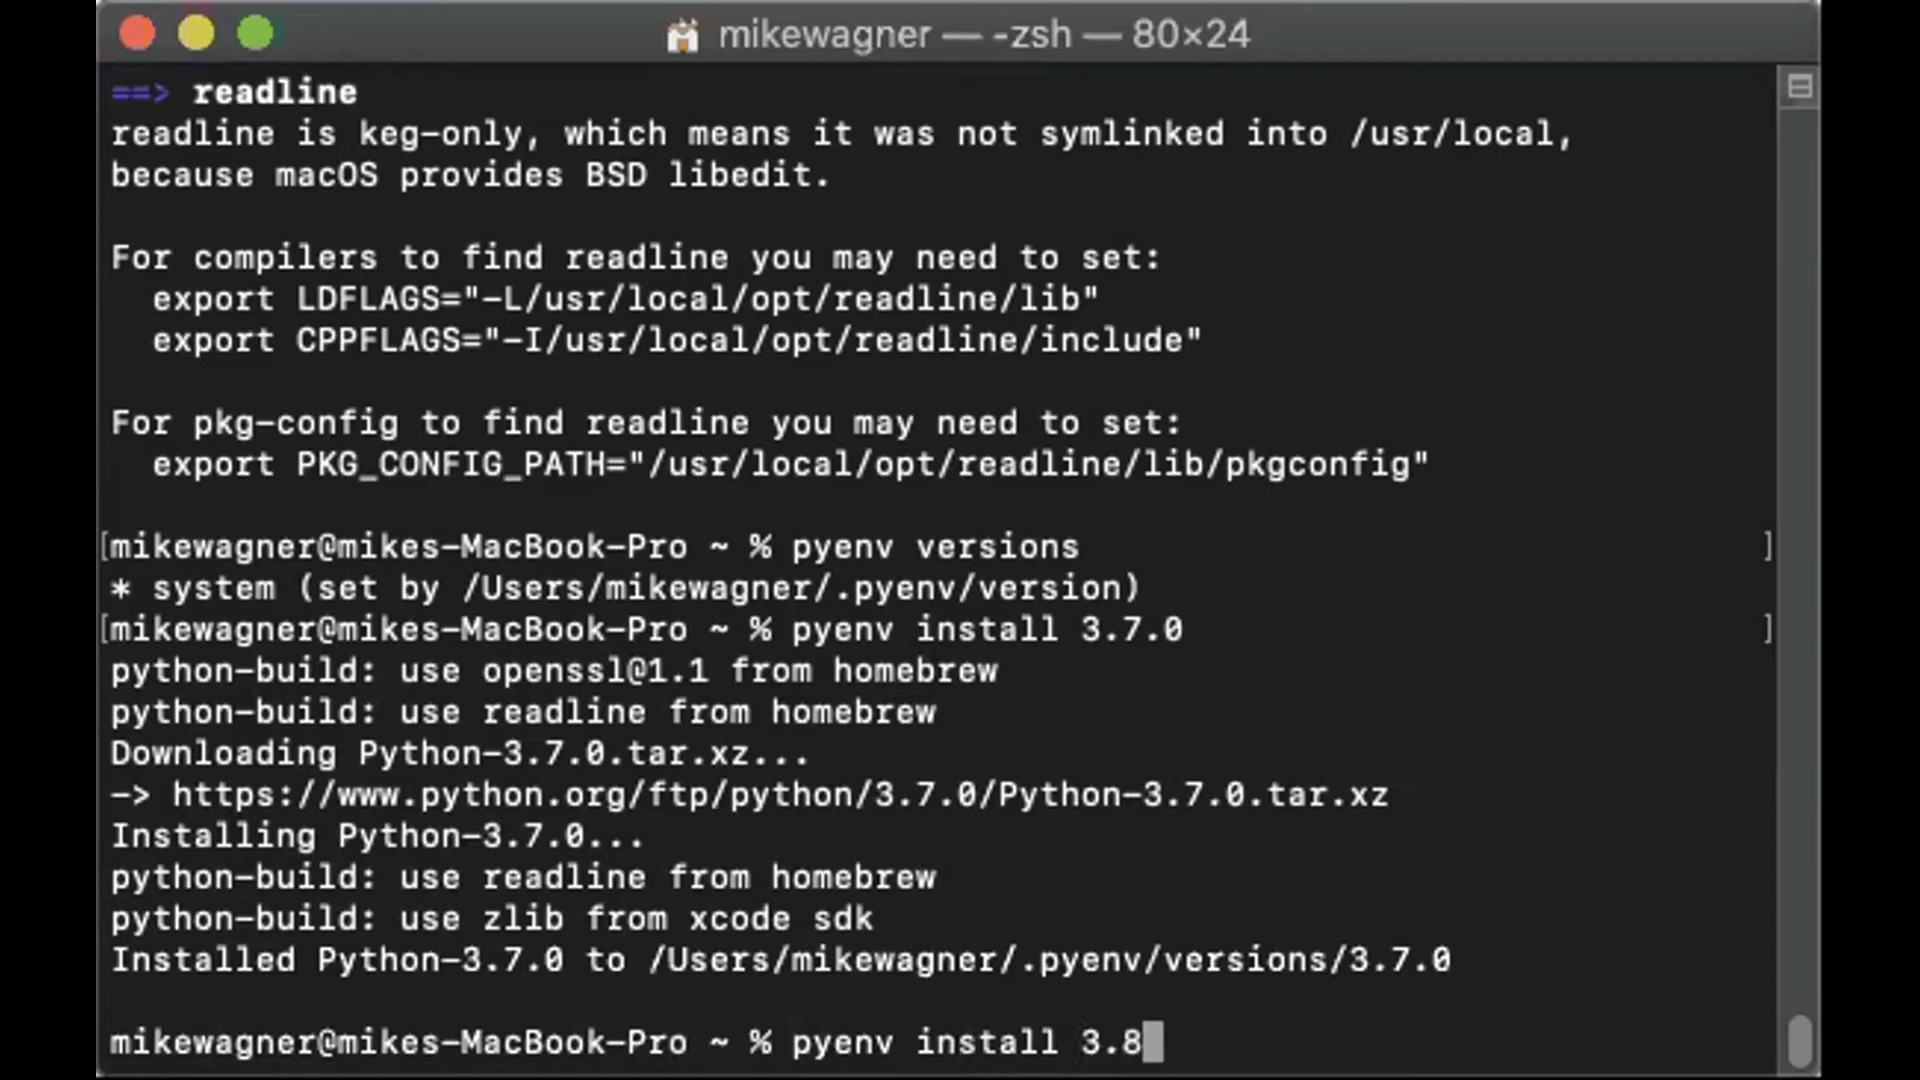 mikewagner — -zsh — 80×24
==> readline
readline is keg-only, which means it was not symlinked into /usr/local,
because macOS provides BSD libedit.
For compilers to find readline you may need to set:
export LDFLAGS="-L/usr/local/opt/readline/lib"
export CPPFLAGS="-I/usr/local/opt/readline/include"
For pkg-config to find readline you may need to set:
export PKG_CONFIG_PATH="/usr/local/opt/readline/lib/pkgconfig"
[mikewagner@mikes-MacBook-Pro ~ % pyenv versions ]
* system (set by /Users/mikewagner/.pyenv/version)
[mikewagner@mikes-MacBook-Pro ~ % pyenv install 3.7.0 ]
python-build: use openssl@1.1 from homebrew
python-build: use readline from homebrew
Downloading Python-3.7.0.tar.xz...
-> https://www.python.org/ftp/python/3.7.0/Python-3.7.0.tar.xz
Installing Python-3.7.0...
python-build: use readline from homebrew
python-build: use zlib from xcode sdk
Installed Python-3.7.0 to /Users/mikewagner/.pyenv/versions/3.7.0
mikewagner@mikes-MacBook-Pro ~ % pyenv install 3.8